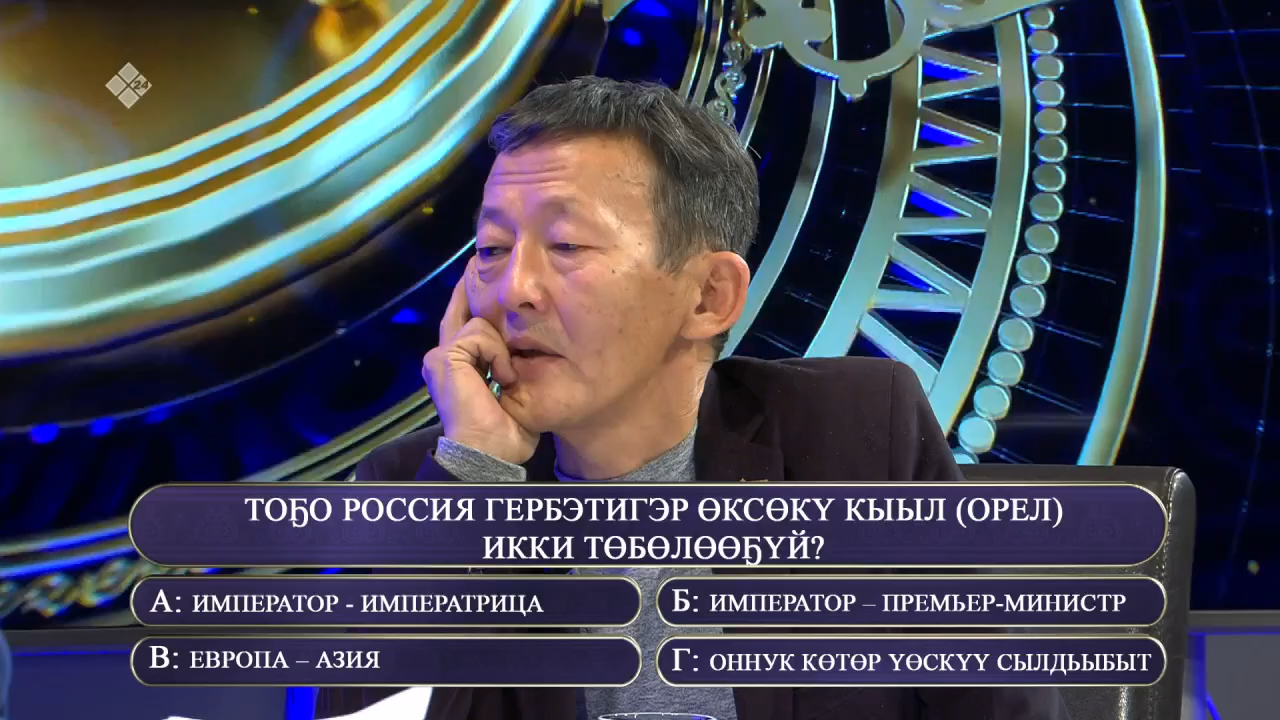 X24
ТОҔО РОССИЯ ГЕРБЭТИГЭР ӨКСӨКҮ КЫЫЛ (ОРЕЛ)
ИККИ ТӨБӨЛӨӨҔҮЙ?
А: ИМПЕРАТОР - ИМПЕРАТРИЦА
Б: ИМПЕРАТОР – ПРЕМЬЕР-МИНИСТР
В: ЕВРОПА – АЗИЯ
Г: ОННУК КӨТӨР ҮӨСКҮҮ СЫЛДЬЫБЫТ